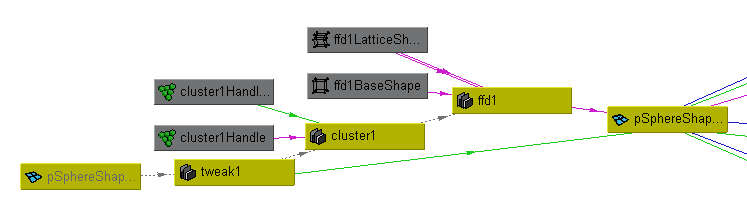 ffd1LatticeSh...
cluster1Handl...
ffd1BaseShape
ffd1
cluster1Handle
cluster1
pSphereShap...
pSphereShap...
tweak1